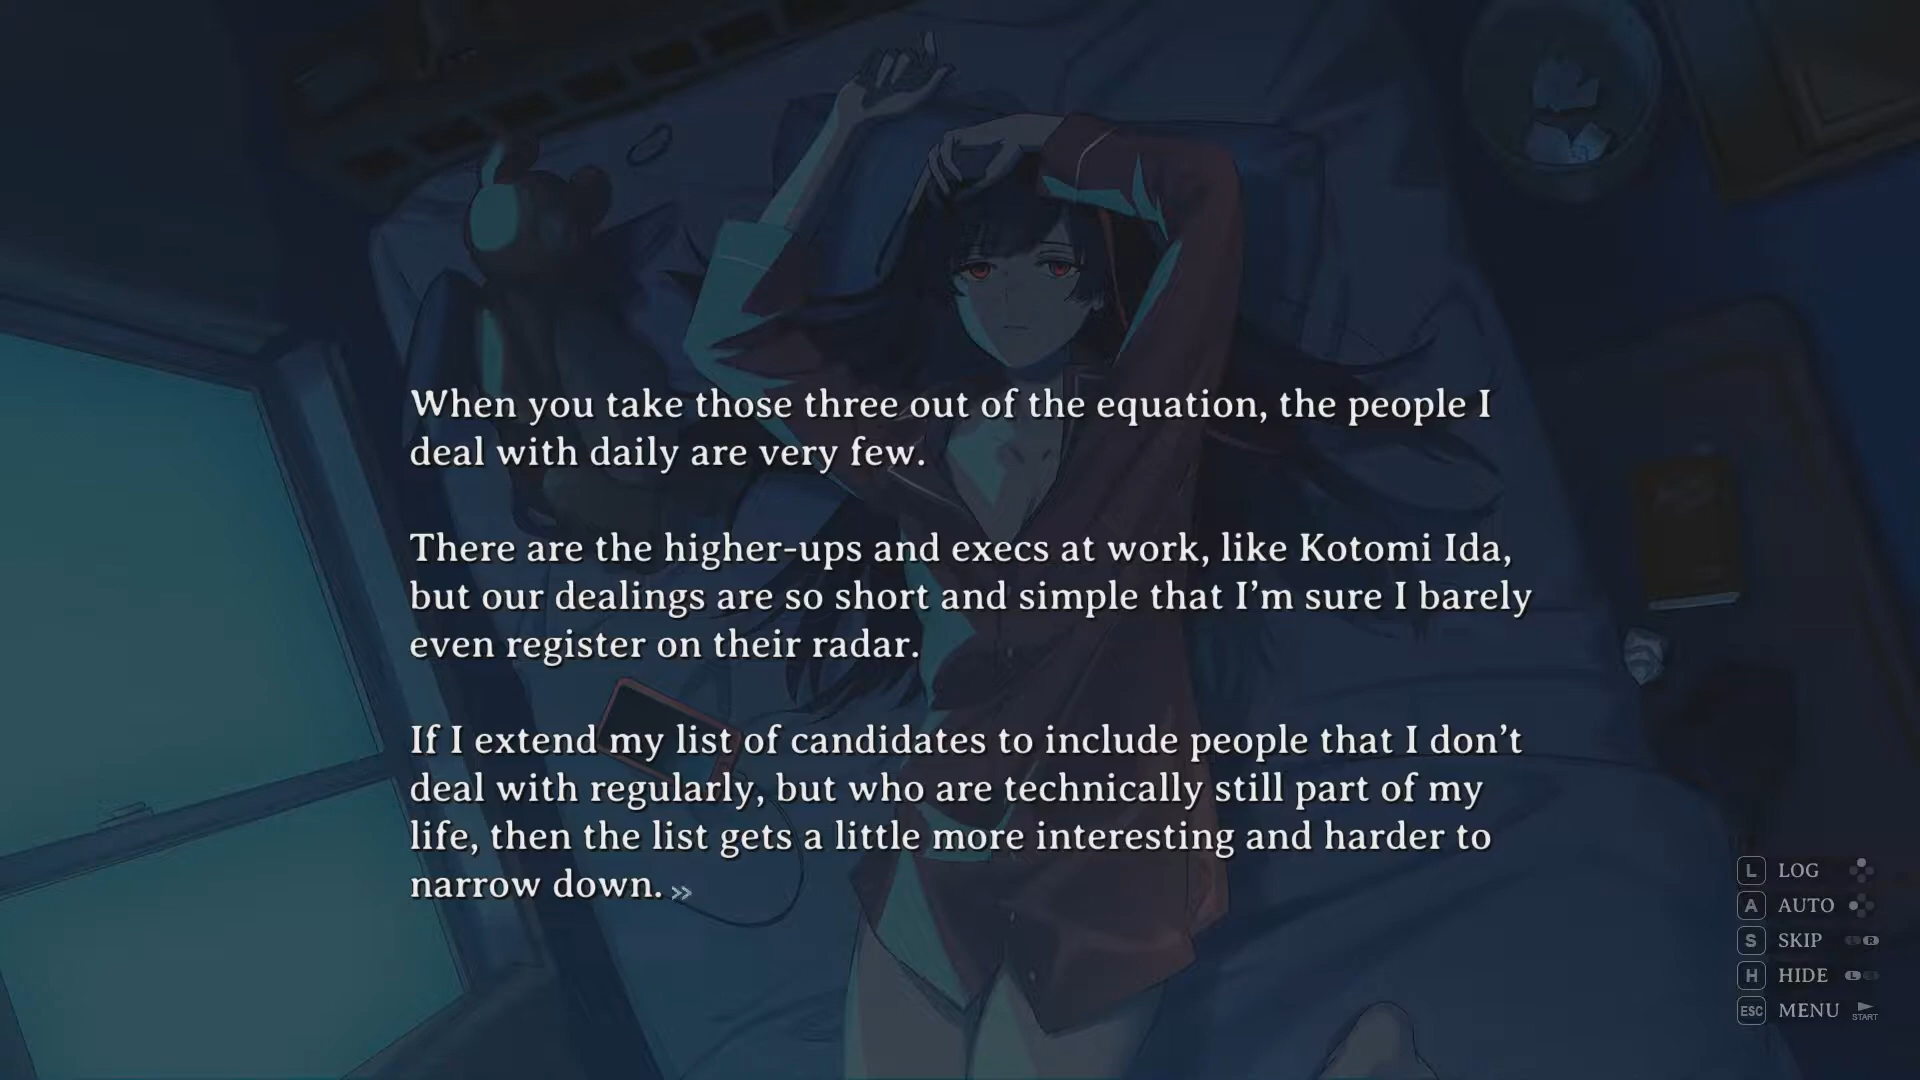 When you take those three out of the equation, the people I
deal with daily are very few.
There are the higher-ups and execs at work, like Kotomi Ida,
but our dealings are so short and simple that I’m sure I barely
even register on their radar.
If I extend my list of candidates to include people that I don’t
deal with regularly, but who are technically still part of my
life, then the list gets a little more interesting and harder to
narrow down. »
L LOG
A AUTO
S SKIP R
H HIDE L
ESC MENU START